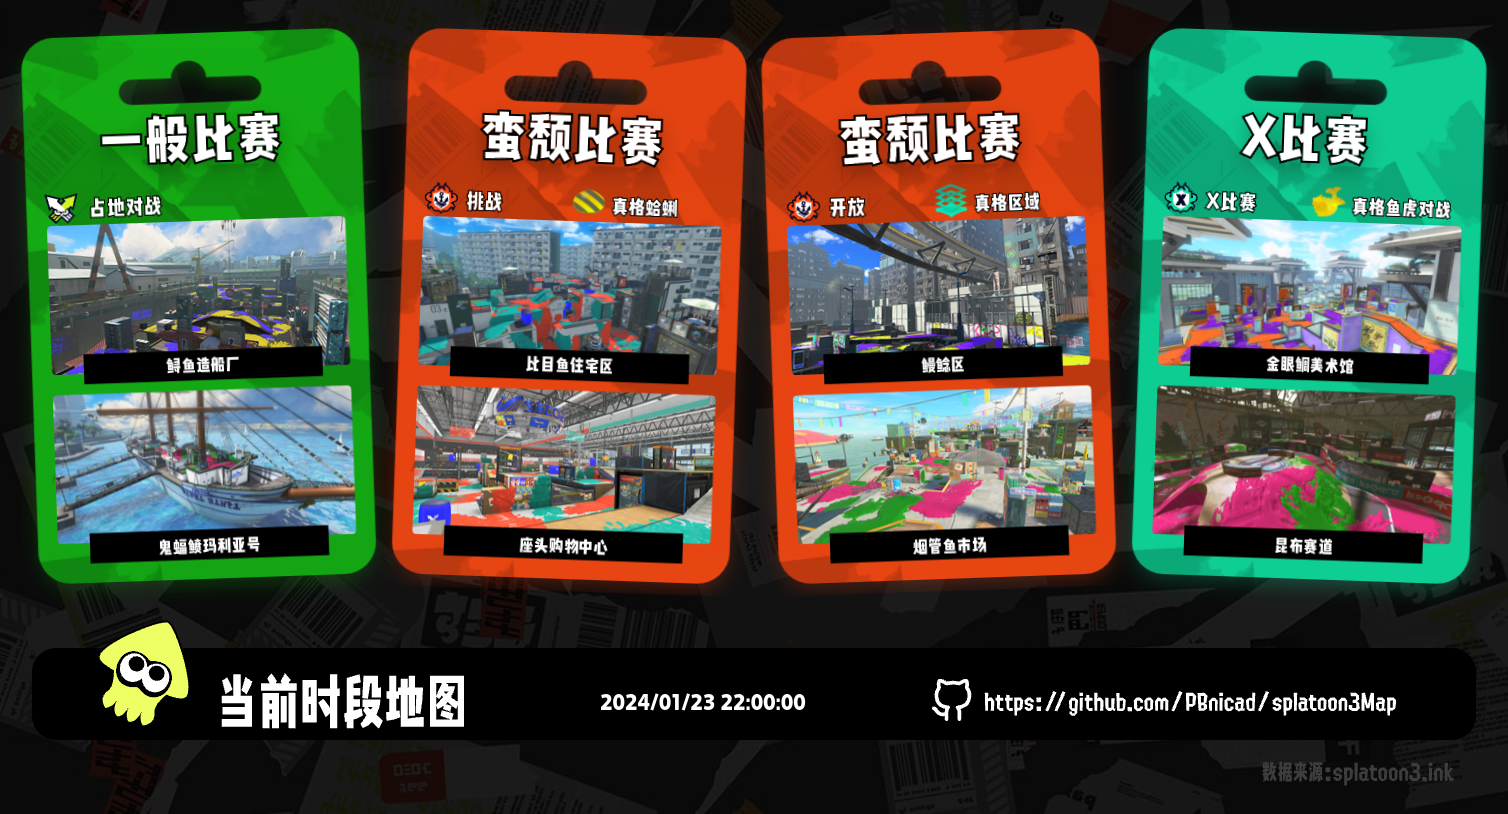 一般比赛
占地对战
鲟鱼造船厂
鬼蝠鲼玛利亚号
蛮颓比赛
挑战
真格蛤蜊
比目鱼住宅区
座头购物中心
蛮颓比赛
开放
真格区域
鳗鲶区
烟管鱼市场
X比赛
X比赛
真格鱼虎对战
金眼鲷美术馆
昆布赛道
当前时段地图
2024/01/23 22:00:00
https://github.com/PBnicad/splatoon3Map
数据来源:splatoon3.ink